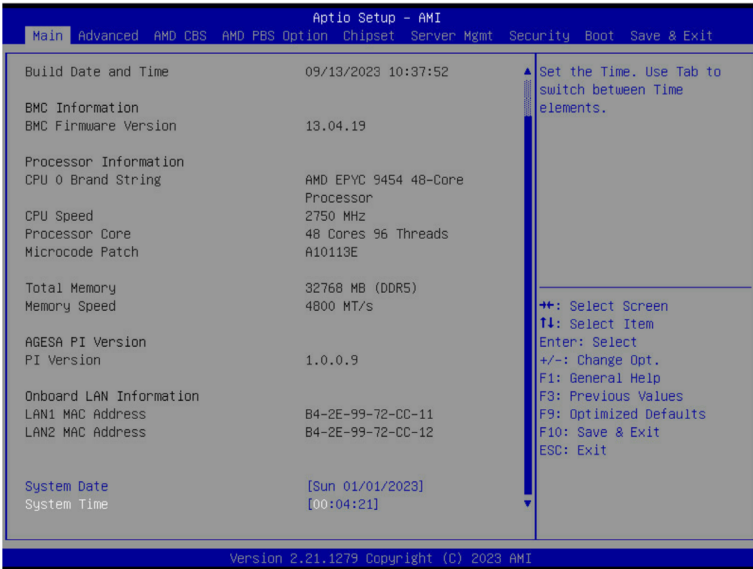 Aptio Setup – AMI
Main Advanced AMD CBS AMD PBS Option Chipset Server Mgmt Security Boot Save & Exit
Build Date and Time 09/13/2023 10:37:52
BMC Information
BMC Firmware Version 13.04.19
Processor Information
CPU 0 Brand String AMD EPYC 9454 48-Core
Processor
CPU Speed 2750 MHz
Processor Core 48 Cores 96 Threads
Microcode Patch A10113E
Total Memory 32768 MB (DDR5)
Memory Speed 4800 MT/s
AGESA PI Version
PI Version 1.0.0.9
Onboard LAN Information
LAN1 MAC Address B4-2E-99-72-CC-11
LAN2 MAC Address B4-2E-99-72-CC-12
System Date [Sun 01/01/2023]
System Time [00:04:21]
Set the Time. Use Tab to
switch between Time
elements.
→←: Select Screen
↑↓: Select Item
Enter: Select
+/-: Change Opt.
F1: General Help
F3: Previous Values
F9: Optimized Defaults
F10: Save & Exit
ESC: Exit
Version 2.21.1279 Copyright (C) 2023 AMI